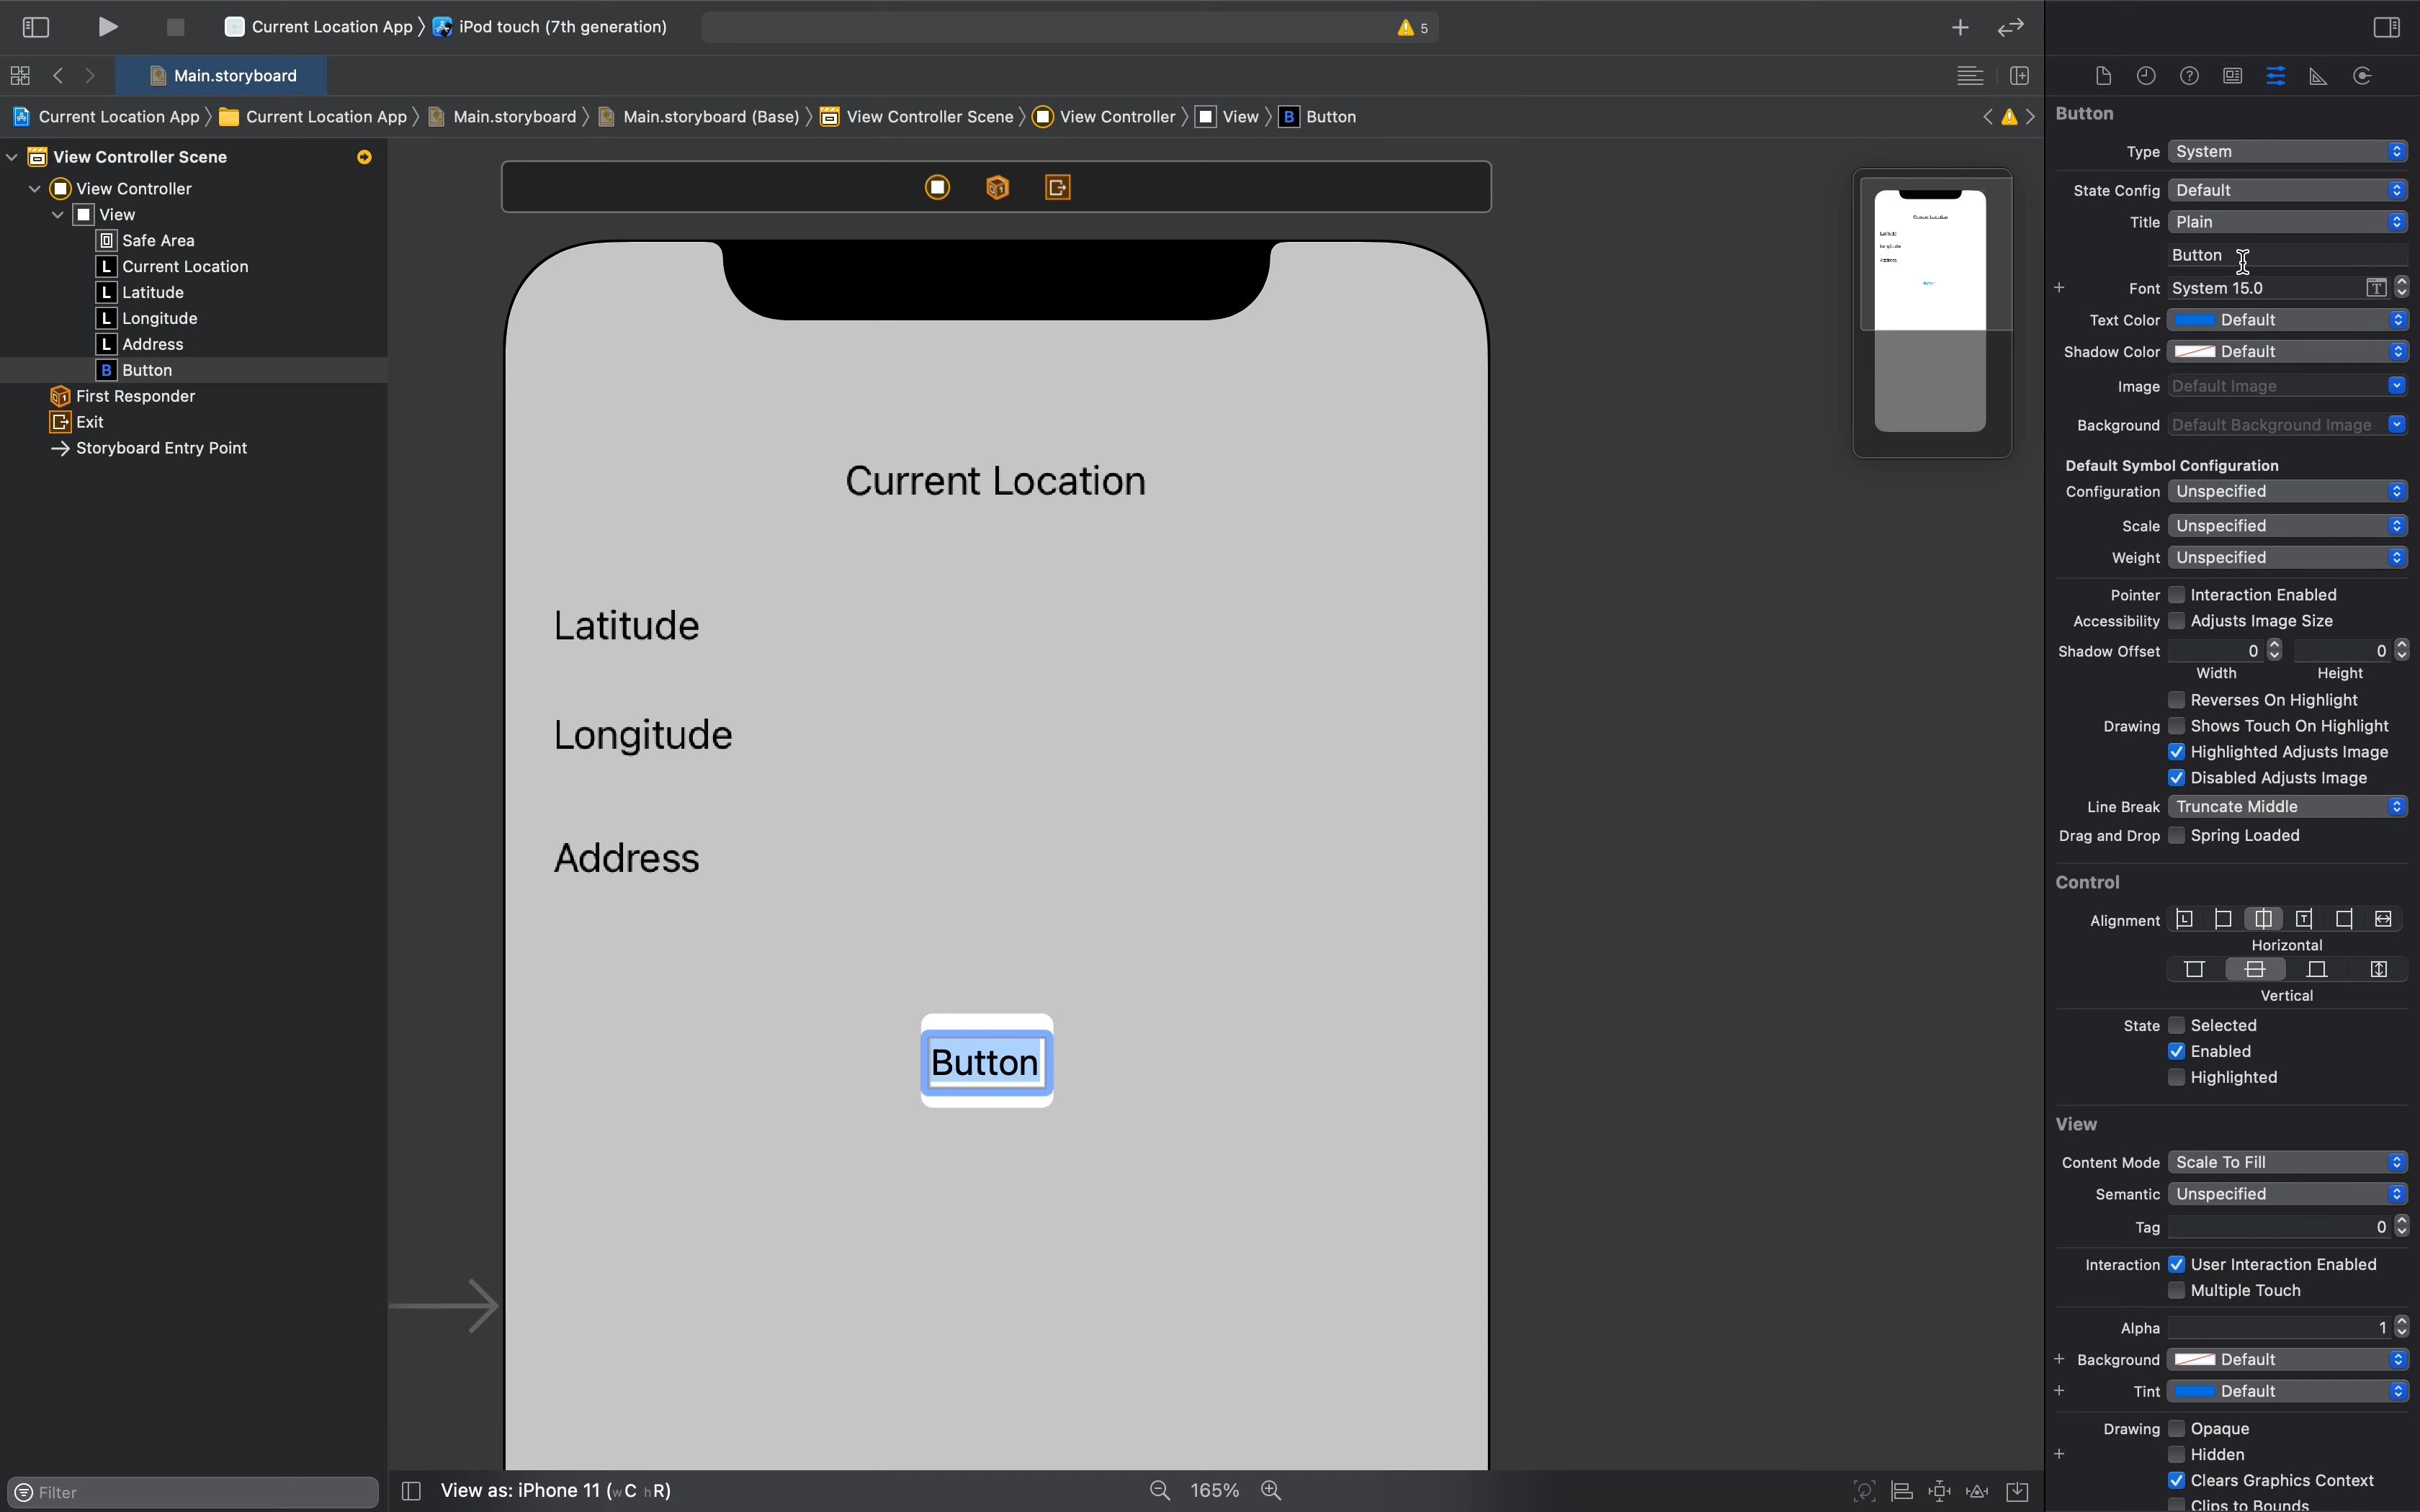 Current Location App 〉 iPod touch (7th generation)
5
Main.storyboard
Current Location App 〉 Current Location App 〉 Main.storyboard 〉 Main.storyboard (Base) 〉 View Controller Scene 〉 View Controller 〉 View 〉 B Button
View Controller Scene
View Controller
View
Safe Area
L Current Location
L Latitude
L Longitude
L Address
B Button
First Responder
Exit
Storyboard Entry Point
Filter
Current Location
Latitude
Longitude
Address
Button
Current Location
Latitude
Longitude
Address
Button
View as: iPhone 11 (wC hR)
165%
Button
Type System
State Config Default
Title Plain
Button
Font System 15.0
Text Color Default
Shadow Color Default
Image Default Image
Background Default Background Image
Default Symbol Configuration
Configuration Unspecified
Scale Unspecified
Weight Unspecified
Pointer Interaction Enabled
Accessibility Adjusts Image Size
Shadow Offset 0 0
Width Height
Reverses On Highlight
Drawing Shows Touch On Highlight
Highlighted Adjusts Image
Disabled Adjusts Image
Line Break Truncate Middle
Drag and Drop Spring Loaded
Control
Alignment
Horizontal
Vertical
State Selected
Enabled
Highlighted
View
Content Mode Scale To Fill
Semantic Unspecified
Tag 0
Interaction User Interaction Enabled
Multiple Touch
Alpha 1
Background Default
Tint Default
Drawing Opaque
Hidden
Clears Graphics Context
Clips to Bounds